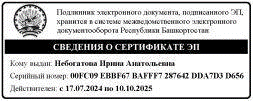 Подлинник электронного документа, подписанного ЭП,
хранится в системе межведомственного электронного
документооборота Республики Башкортостан
СВЕДЕНИЯ О СЕРТИФИКАТЕ ЭП
Кому выдан: Небогатова Ирина Анатольевна
Серийный номер: 00FC09 EBBF67 BAFFF7 287642 DDA7D3 D656
Действителен: с 17.07.2024 по 10.10.2025